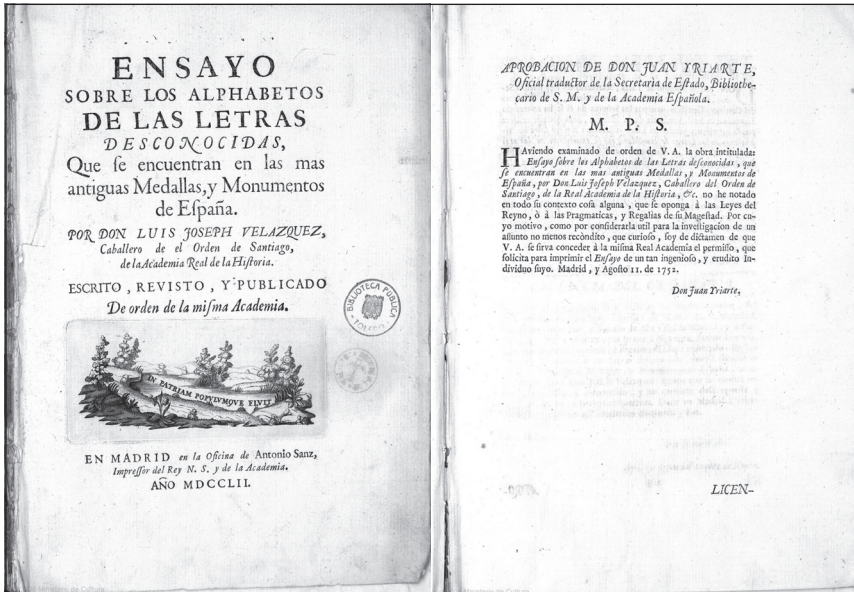 ENSAYO
SOBRE LOS ALPHABETOS
DE LAS LETRAS
DESCONOCIDAS,
Que ſe encuentran en las mas
antiguas Medallas, y Monumentos
de Eſpaña.
POR DON LUIS JOSEPH VELAZQUEZ,
Caballero de el Orden de Santiago,
de la Academia Real de la Hiſtoria.
ESCRITO, REVISTO, Y PUBLICADO
De orden de la miſma Academia.
BIBLIOTECA PUBLICA
TOLEDO
IN PATRIAM POPVLVMQVE FLVIT
EN MADRID en la Oficina de Antonio Sanz,
Impreſſor del Rey N. S. y de la Academia.
AÑO MDCCLII.
Ministerio de Cultura
APROBACION DE DON JUAN YRIARTE,
Oficial traductor de la Secretarìa de Eſtado, Bibliothe-
cario de S. M. y de la Academia Eſpañola.
M. P. S.
HAviendo examinado de orden de V. A. la obra intitulada:
Enſayo ſobre los Alphabetos de las Letras deſconocidas, que
ſe encuentran en las mas antiguas Medallas, y Monumentos de
Eſpaña, por Don Luis Joſeph Velazquez, Caballero del Orden de
Santiago, de la Real Academia de la Hiſtoria, &c. no he notado
en todo ſu contexto coſa alguna, que ſe oponga à las Leyes del
Reyno, ò à las Pragmaticas, y Regalìas de ſu Mageſtad. Por cu-
yo motivo, como por conſiderarla util para la inveſtigacion de un
aſſunto no menos recòndito, que curioſo, ſoy de dictamen de que
V. A. ſe ſirva conceder à la miſma Real Academia el permiſſo, que
ſolicita para imprimir el Enſayo de un tan ingenioſo, y erudito In-
dividuo ſuyo. Madrid, y Agoſto 11. de 1752.
Don Juan Yriarte.
LICEN-
Ministerio de Cultura